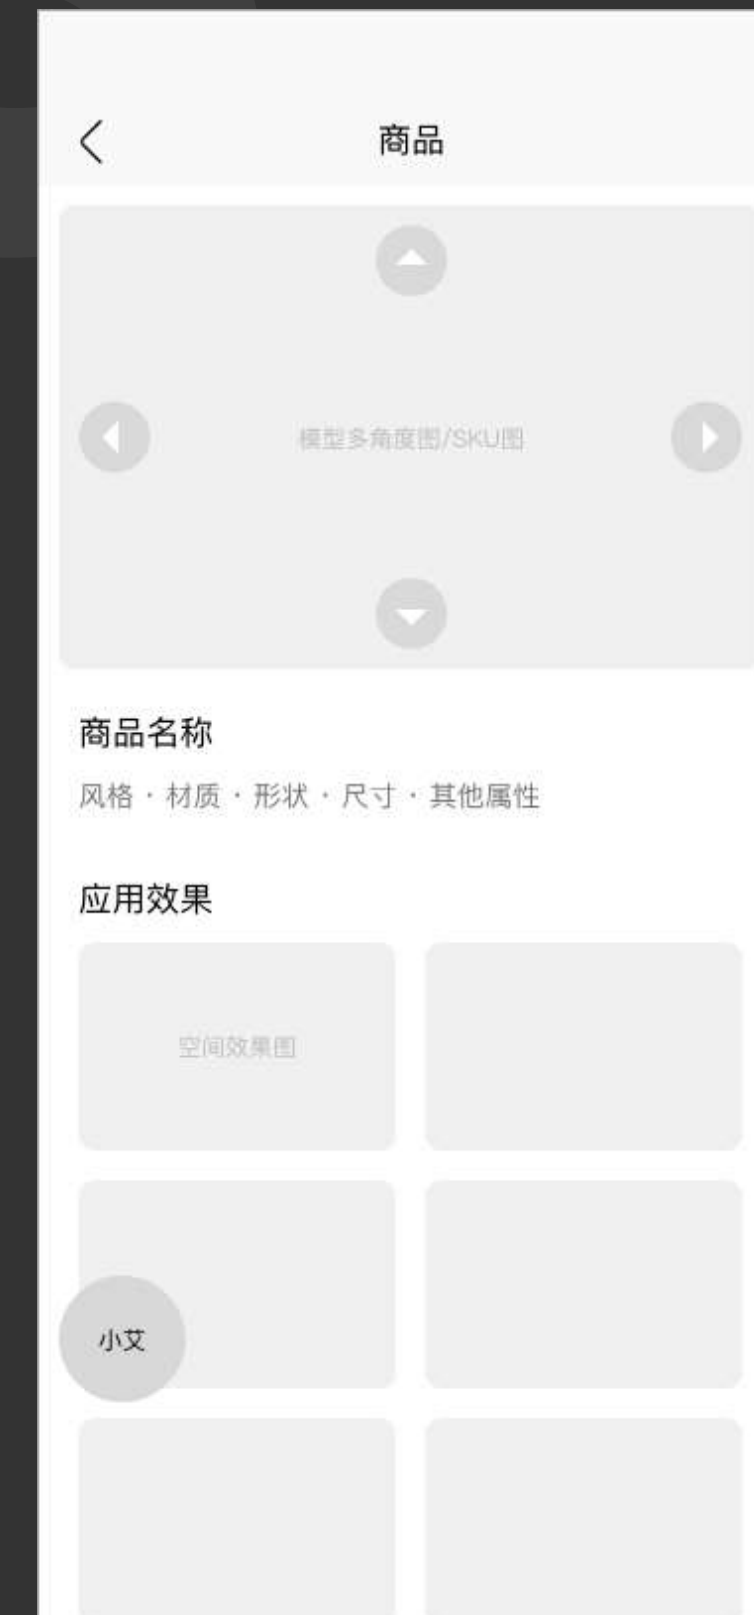 商品
模型多角度图/SKU图
商品名称
风格 · 材质 · 形状 · 尺寸 · 其他属性
应用效果
空间效果图
小艾